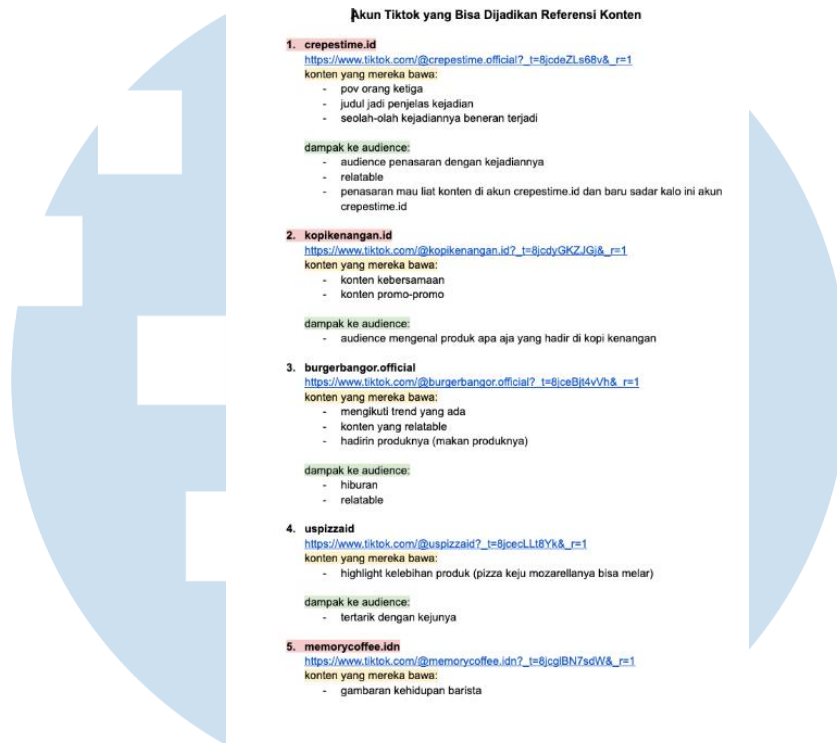 Akun Tiktok yang Bisa Dijadikan Referensi Konten
1. crepestime.id
https://www.tiktok.com/@crepestime.official?_t=8jcdeZLs68v&_r=1
konten yang mereka bawa:
- pov orang ketiga
- judul jadi penjelas kejadian
- seolah-olah kejadiannya beneran terjadi
dampak ke audience:
- audience penasaran dengan kejadiannya
- relatable
- penasaran mau liat konten di akun crepestime.id dan baru sadar kalo ini akun
crepestime.id
2. kopikenangan.id
https://www.tiktok.com/@kopikenangan.id?_t=8jcdyGKZJGj&_r=1
konten yang mereka bawa:
- konten kebersamaan
- konten promo-promo
dampak ke audience:
- audience mengenal produk apa aja yang hadir di kopi kenangan
3. burgerbangor.official
https://www.tiktok.com/@burgerbangor.official?_t=8jceBjt4vVh&_r=1
konten yang mereka bawa:
- mengikuti trend yang ada
- konten yang relatable
- hadirin produknya (makan produknya)
dampak ke audience:
- hiburan
- relatable
4. uspizzaid
https://www.tiktok.com/@uspizzaid?_t=8jcecLLt8Yk&_r=1
konten yang mereka bawa:
- highlight kelebihan produk (pizza keju mozarellanya bisa melar)
dampak ke audience:
- tertarik dengan kejunya
5. memorycoffee.idn
https://www.tiktok.com/@memorycoffee.idn?_t=8jcglBN7sdW&_r=1
konten yang mereka bawa:
- gambaran kehidupan barista